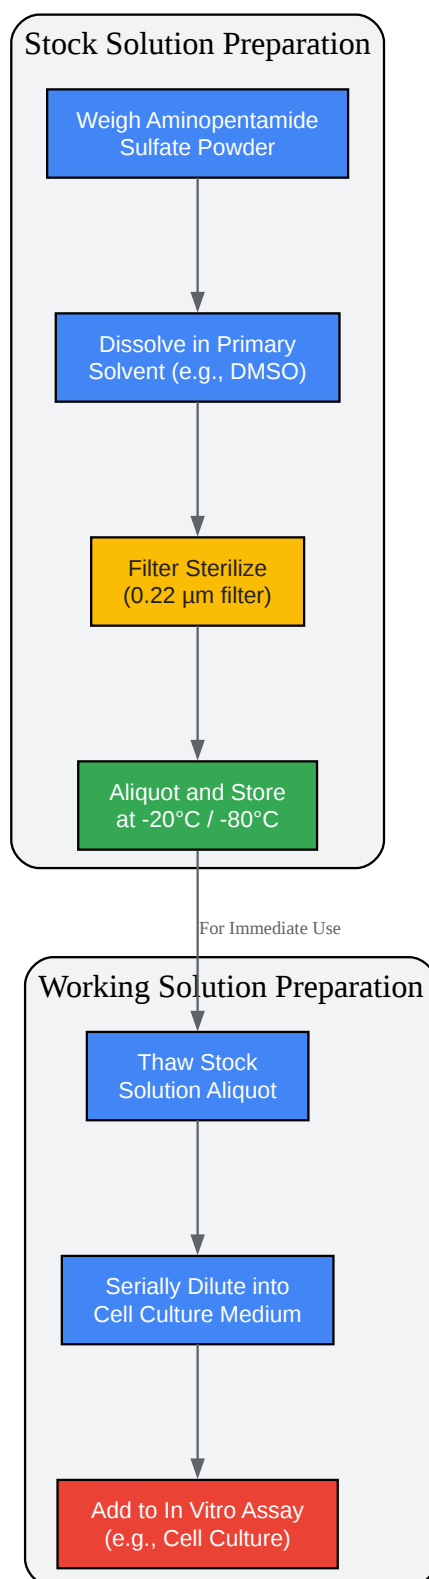 Stock Solution Preparation
Weigh Aminopentamide
Sulfate Powder
Dissolve in Primary
Solvent (e.g., DMSO)
Filter Sterilize
(0.22 µm filter)
Aliquot and Store
at -20°C / -80°C
For Immediate Use
Working Solution Preparation
Thaw Stock
Solution Aliquot
Serially Dilute into
Cell Culture Medium
Add to In Vitro Assay
(e.g., Cell Culture)